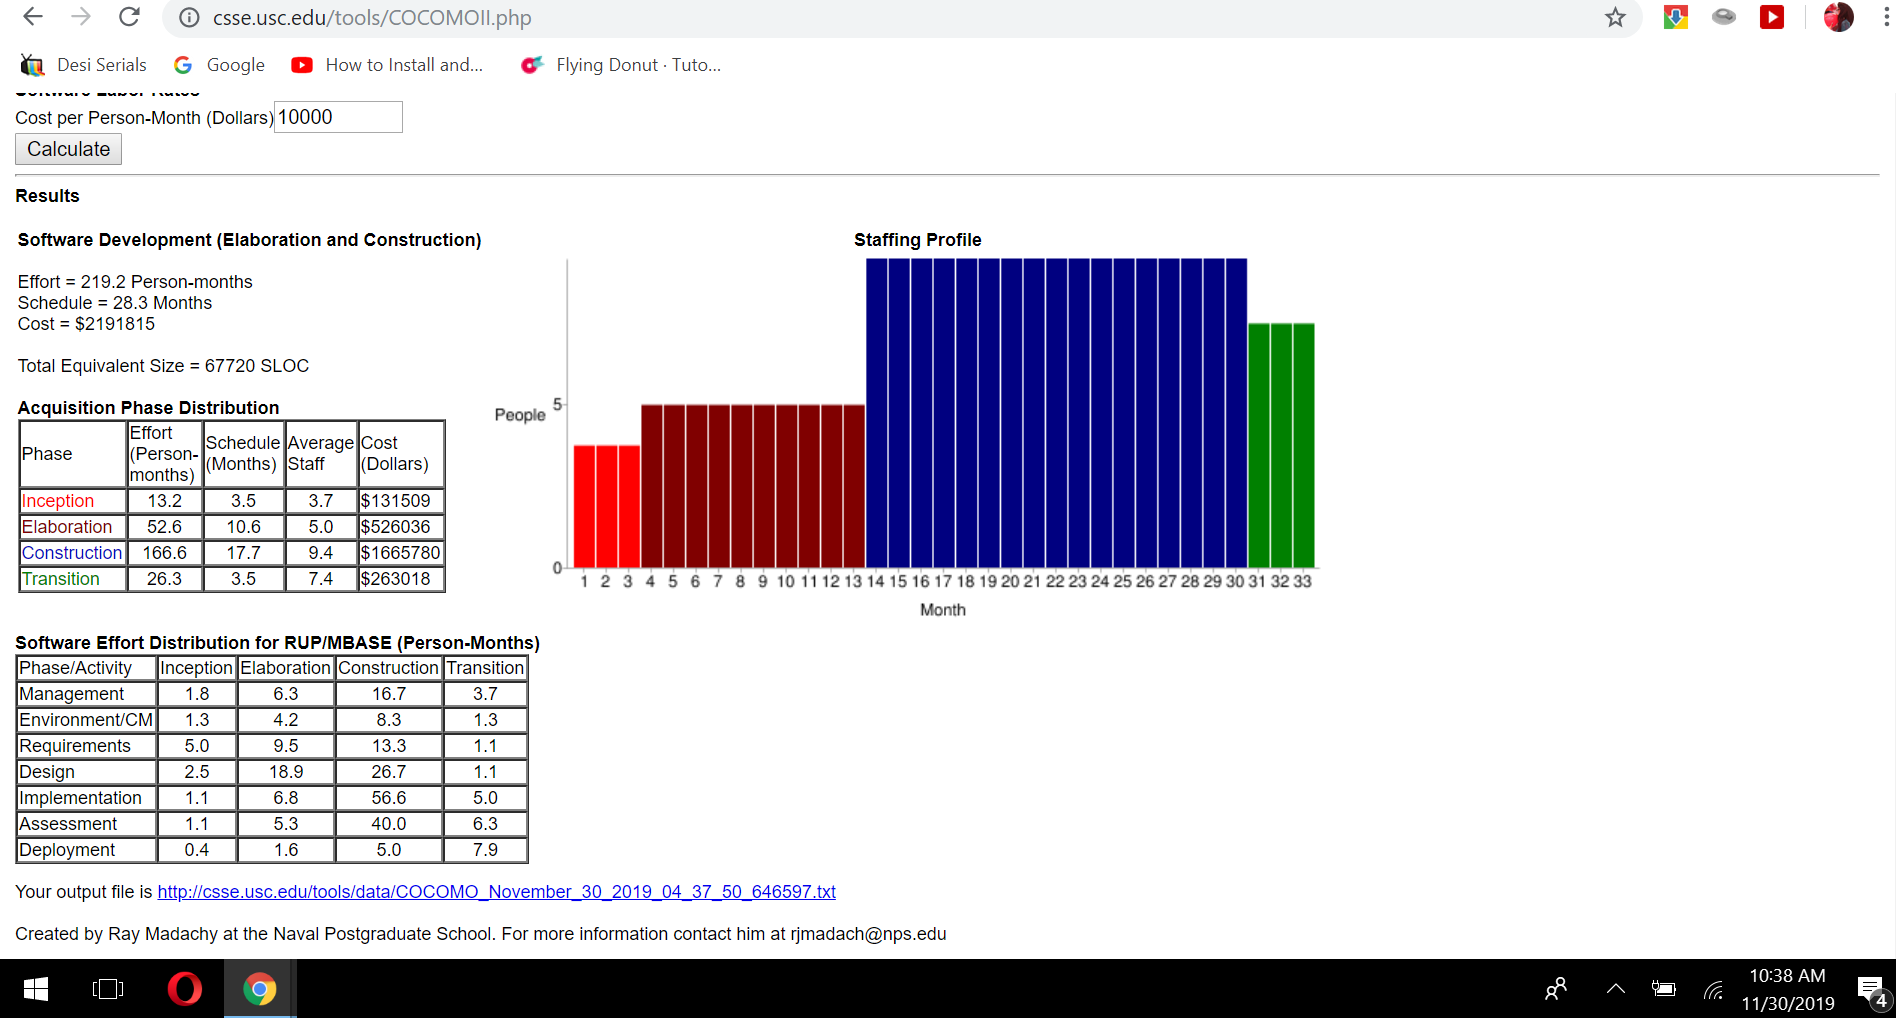 csse.usc.edu/tools/COCOMOII.php
Desi Serials Google How to Install and... Flying Donut · Tuto...
Software Labor Rates
Cost per Person-Month (Dollars) 10000
Calculate
Results
Software Development (Elaboration and Construction)
Effort = 219.2 Person-months
Schedule = 28.3 Months
Cost = $2191815
Total Equivalent Size = 67720 SLOC
Acquisition Phase Distribution
Phase Effort (Person-months) Schedule (Months) Average Staff Cost (Dollars)
Inception 13.2 3.5 3.7 $131509
Elaboration 52.6 10.6 5.0 $526036
Construction 166.6 17.7 9.4 $1665780
Transition 26.3 3.5 7.4 $263018
Staffing Profile
People
5
0
1 2 3 4 5 6 7 8 9 10 11 12 13 14 15 16 17 18 19 20 21 22 23 24 25 26 27 28 29 30 31 32 33
Month
Software Effort Distribution for RUP/MBASE (Person-Months)
Phase/Activity Inception Elaboration Construction Transition
Management 1.8 6.3 16.7 3.7
Environment/CM 1.3 4.2 8.3 1.3
Requirements 5.0 9.5 13.3 1.1
Design 2.5 18.9 26.7 1.1
Implementation 1.1 6.8 56.6 5.0
Assessment 1.1 5.3 40.0 6.3
Deployment 0.4 1.6 5.0 7.9
Your output file is http://csse.usc.edu/tools/data/COCOMO_November_30_2019_04_37_50_646597.txt
Created by Ray Madachy at the Naval Postgraduate School. For more information contact him at rjmadach@nps.edu
10:38 AM
11/30/2019
4